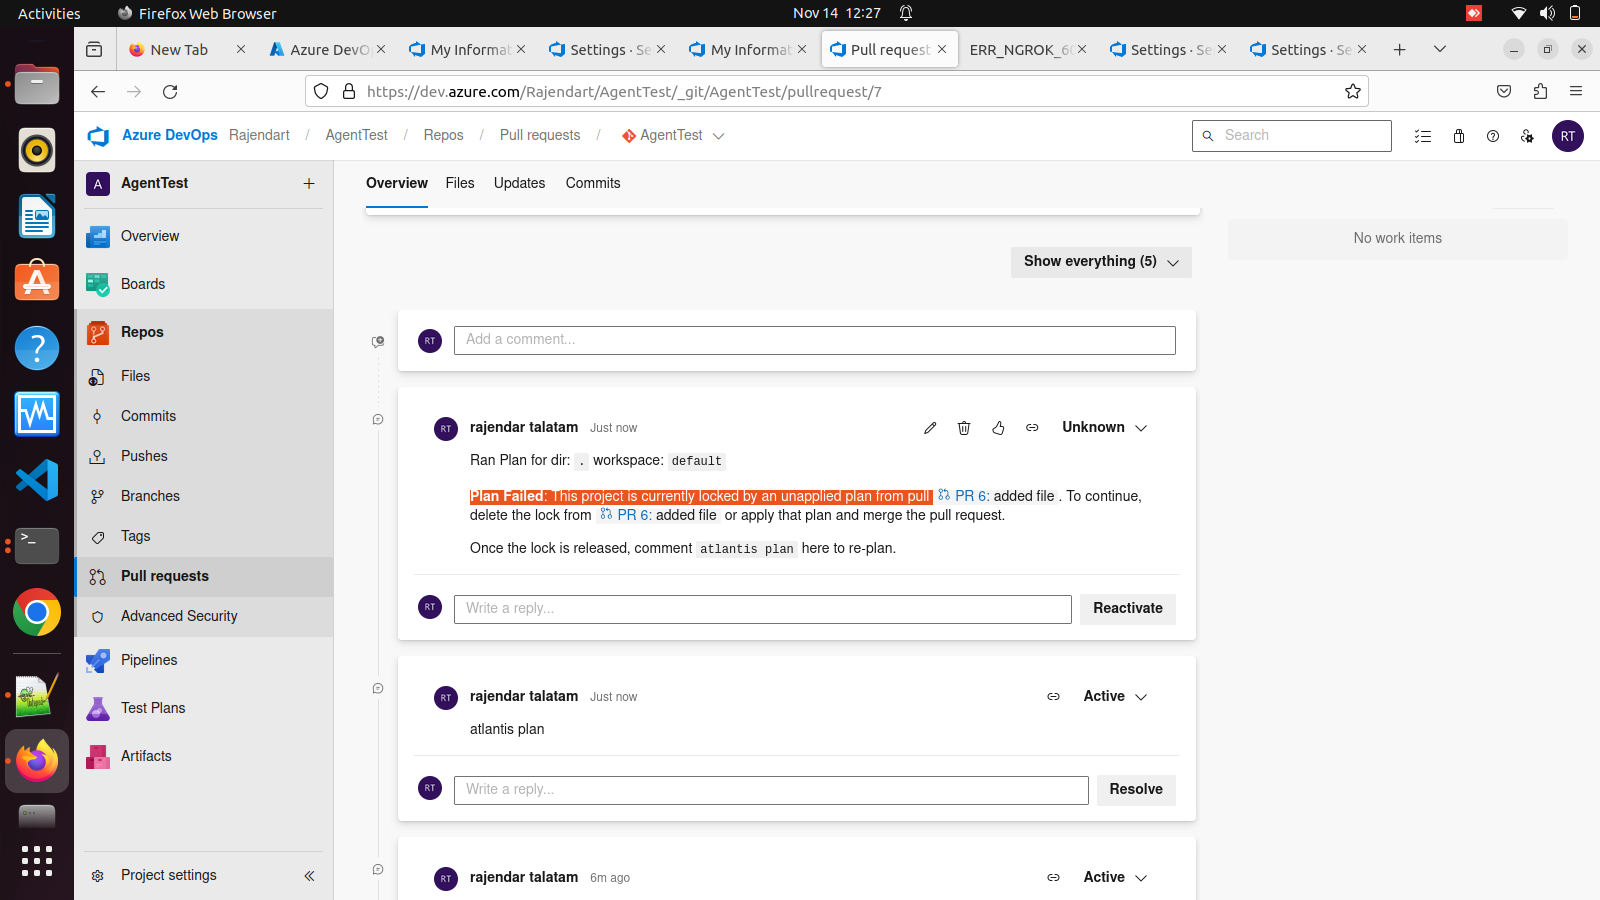 Activities
Firefox Web Browser
Nov 14 12:27
New Tab
Azure DevO
My Informat
Settings · Se
My Informat
Pull request
ERR_NGROK_60
Settings · Se
Settings · Se
https://dev.azure.com/Rajendart/AgentTest/_git/AgentTest/pullrequest/7
Azure DevOps Rajendart / AgentTest / Repos / Pull requests / AgentTest
Search
RT
A AgentTest
Overview
Boards
Repos
Files
Commits
Pushes
Branches
Tags
Pull requests
Advanced Security
Pipelines
Test Plans
Artifacts
Project settings
Overview Files Updates Commits
No work items
Show everything (5)
RT Add a comment...
RT rajendar talatam Just now Unknown
Ran Plan for dir: . workspace: default
Plan Failed: This project is currently locked by an unapplied plan from pull PR 6: added file . To continue,
delete the lock from PR 6: added file or apply that plan and merge the pull request.
Once the lock is released, comment atlantis plan here to re-plan.
RT Write a reply... Reactivate
RT rajendar talatam Just now Active
atlantis plan
RT Write a reply... Resolve
RT rajendar talatam 6m ago Active